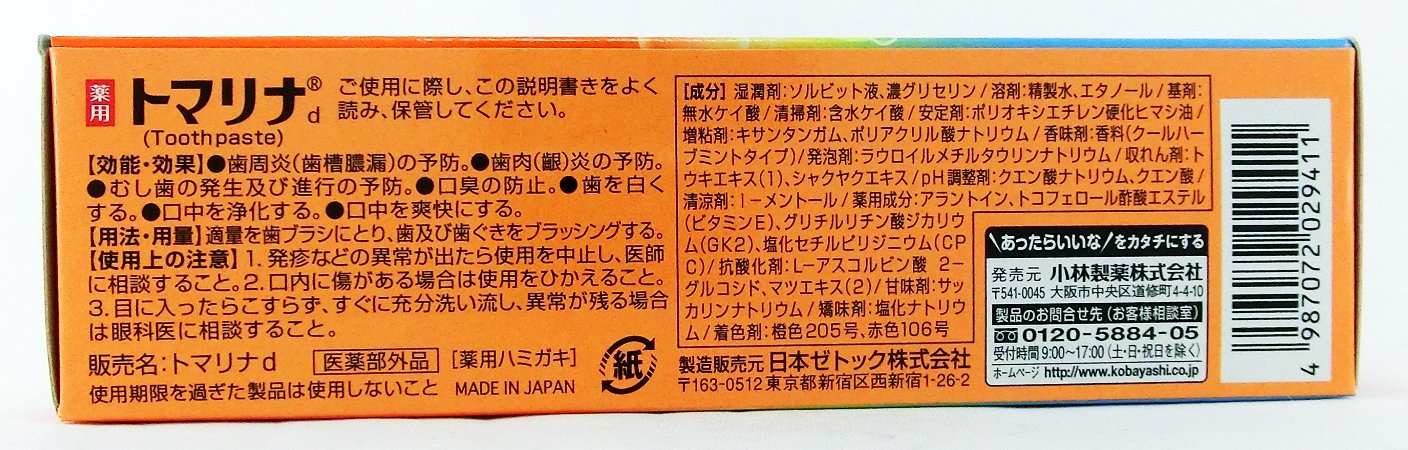 薬用 トマリナ®d
(Toothpaste)
ご使用に際し、この説明書きをよく
読み、保管してください。
【効能・効果】●歯周炎(歯槽膿漏)の予防。●歯肉(齦)炎の予防。
●むし歯の発生及び進行の予防。●口臭の防止。●歯を白く
する。●口中を浄化する。●口中を爽快にする。
【用法・用量】適量を歯ブラシにとり、歯及び歯ぐきをブラッシングする。
【使用上の注意】1. 発疹などの異常が出たら使用を中止し、医師
に相談すること。2. 口内に傷がある場合は使用をひかえること。
3. 目に入ったらこすらず、すぐに充分洗い流し、異常が残る場合
は眼科医に相談すること。
販売名:トマリナd 医薬部外品 [薬用ハミガキ]
使用期限を過ぎた製品は使用しないこと MADE IN JAPAN
紙
[成分] 湿潤剤:ソルビット液、濃グリセリン/溶剤:精製水、エタノール/基剤:
無水ケイ酸/清掃剤:含水ケイ酸/安定剤:ポリオキシエチレン硬化ヒマシ油/
増粘剤:キサンタンガム、ポリアクリル酸ナトリウム/香味剤:香料(クールハー
ブミントタイプ)/発泡剤:ラウロイルメチルタウリンナトリウム/収れん剤:ト
ウキエキス(1)、シャクヤクエキス/pH調整剤:クエン酸ナトリウム、クエン酸/
清涼剤:l-メントール/薬用成分:アラントイン、トコフェロール酢酸エステル
(ビタミンE)、グリチルリチン酸ジカリウ
ム(GK2)、塩化セチルピリジニウム(CP
C)/抗酸化剤:L-アスコルビン酸 2-
グルコシド、マツエキス(2)/甘味剤:サッ
カリンナトリウム/矯味剤:塩化ナトリウ
ム/着色剤:橙色205号、赤色106号
製造販売元 日本ゼトック株式会社
〒163-0512 東京都新宿区西新宿1-26-2
\あったらいいな/をカタチにする
発売元 小林製薬株式会社
〒541-0045 大阪市中央区道修町4-4-10
製品のお問合せ先(お客様相談室)
0120-5884-05
受付時間 9:00~17:00(土・日・祝日を除く)
ホームページ http://www.kobayashi.co.jp
4 987072 029411